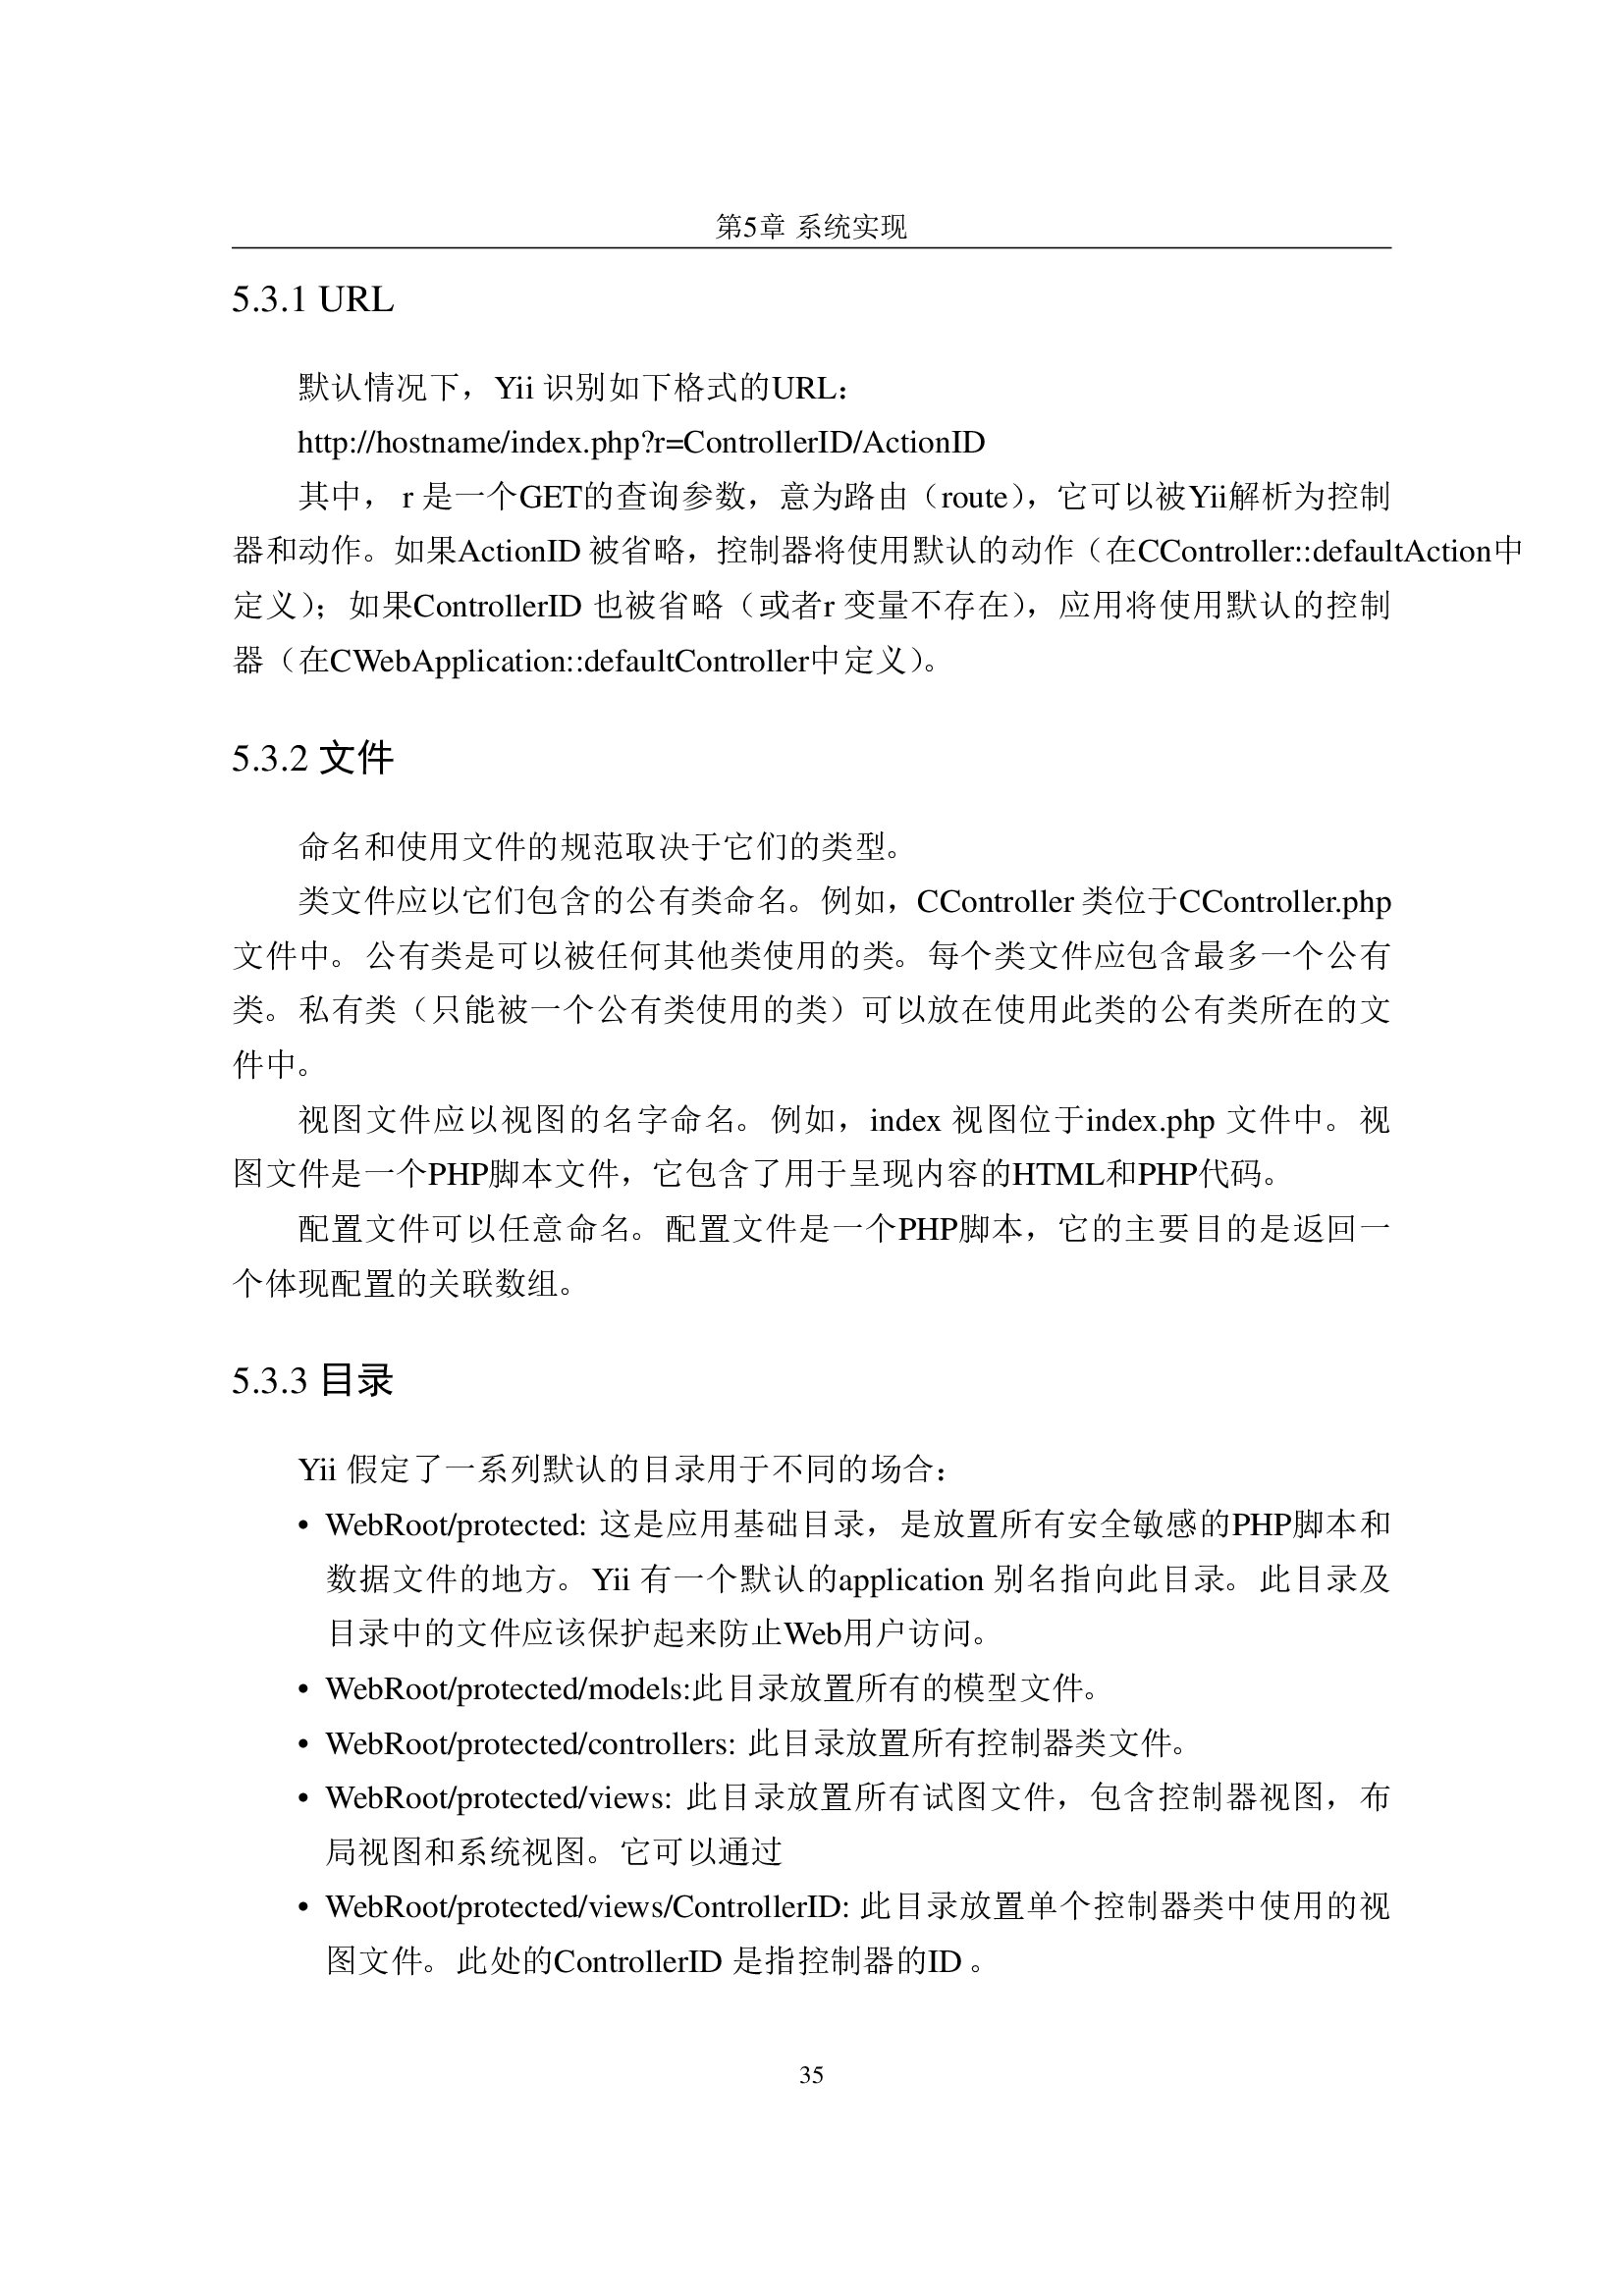 第5章 系统实现
5.3.1 URL
默认情况下，Yii 识别如下格式的URL：
http://hostname/index.php?r=ControllerID/ActionID
其中， r 是一个GET的查询参数，意为路由（route），它可以被Yii解析为控制
器和动作。如果ActionID 被省略，控制器将使用默认的动作（在CController::defaultAction中
定义）；如果ControllerID 也被省略（或者r 变量不存在），应用将使用默认的控制
器（在CWebApplication::defaultController中定义）。
5.3.2 文件
命名和使用文件的规范取决于它们的类型。
类文件应以它们包含的公有类命名。例如，CController 类位于CController.php
文件中。公有类是可以被任何其他类使用的类。每个类文件应包含最多一个公有
类。私有类（只能被一个公有类使用的类）可以放在使用此类的公有类所在的文
件中。
视图文件应以视图的名字命名。例如，index 视图位于index.php 文件中。视
图文件是一个PHP脚本文件，它包含了用于呈现内容的HTML和PHP代码。
配置文件可以任意命名。配置文件是一个PHP脚本，它的主要目的是返回一
个体现配置的关联数组。
5.3.3 目录
Yii 假定了一系列默认的目录用于不同的场合：
• WebRoot/protected: 这是应用基础目录，是放置所有安全敏感的PHP脚本和
数据文件的地方。Yii 有一个默认的application 别名指向此目录。此目录及
目录中的文件应该保护起来防止Web用户访问。
• WebRoot/protected/models:此目录放置所有的模型文件。
• WebRoot/protected/controllers: 此目录放置所有控制器类文件。
• WebRoot/protected/views: 此目录放置所有试图文件，包含控制器视图，布
局视图和系统视图。它可以通过
• WebRoot/protected/views/ControllerID: 此目录放置单个控制器类中使用的视
图文件。此处的ControllerID 是指控制器的ID 。
35